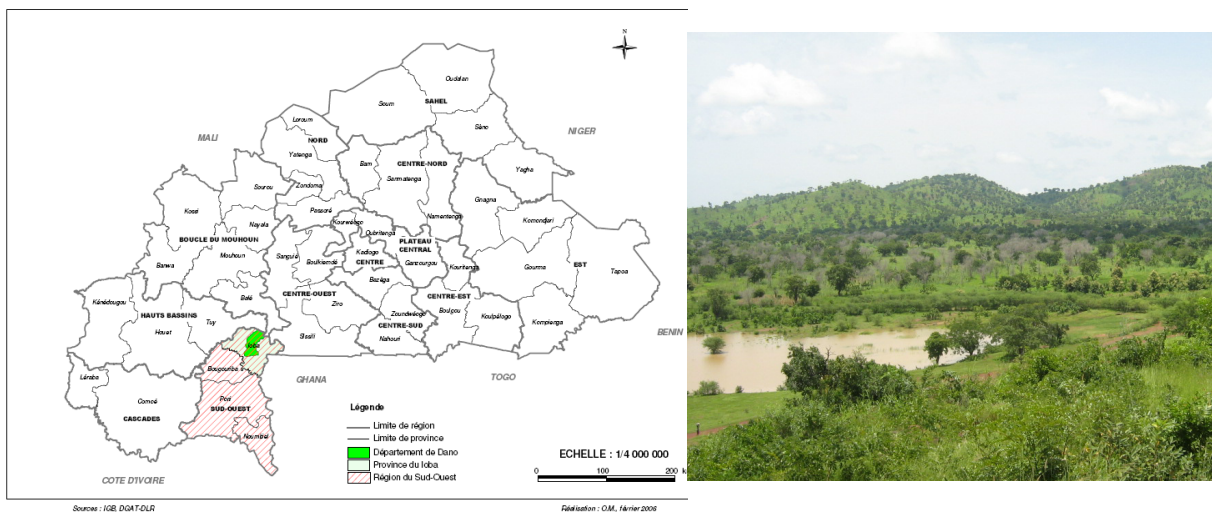 N
Oudalan
Soum
SAHEL
Loroum
MALI
NORD
Séno
NIGER
Yatenga
Bam
CENTRE-NORD
Yagha
Sanmatenga
Zondoma
Sourou
Gnagna
Kossi
Passoré
Namentenga
Komondjari
Nayala
Kourwéogo
Oubritenga
BOUCLE DU MOUHOUN
PLATEAU
CENTRAL
Mouhoun
Sanguié
Kadiogo
Boulkiemdé
CENTRE
Ganzourgou
Kouritenga
EST
Banwa
Gourma
Tapoa
Bazèga
Balé
CENTRE-OUEST
CENTRE-EST
Kénédougou
Ziro
Zoundwéogo
Boulgou
Koulpélogo
HAUTS BASSINS
Tuy
CENTRE-SUD
Kompienga
Houet
Sissili
Nahouri
BENIN
Ioba
Bougouriba
Léraba
GHANA
TOGO
Comoé
Poni
SUD-OUEST
CASCADES
Noumbiel
COTE D'IVOIRE
Légende
Limite de région
Limite de province
Département de Dano
Province du Ioba
Région du Sud-Ouest
ECHELLE : 1/4 000 000
0 100 200
Sources : IGB, DGAT-DLR
Réalisation : O.M., février 2008